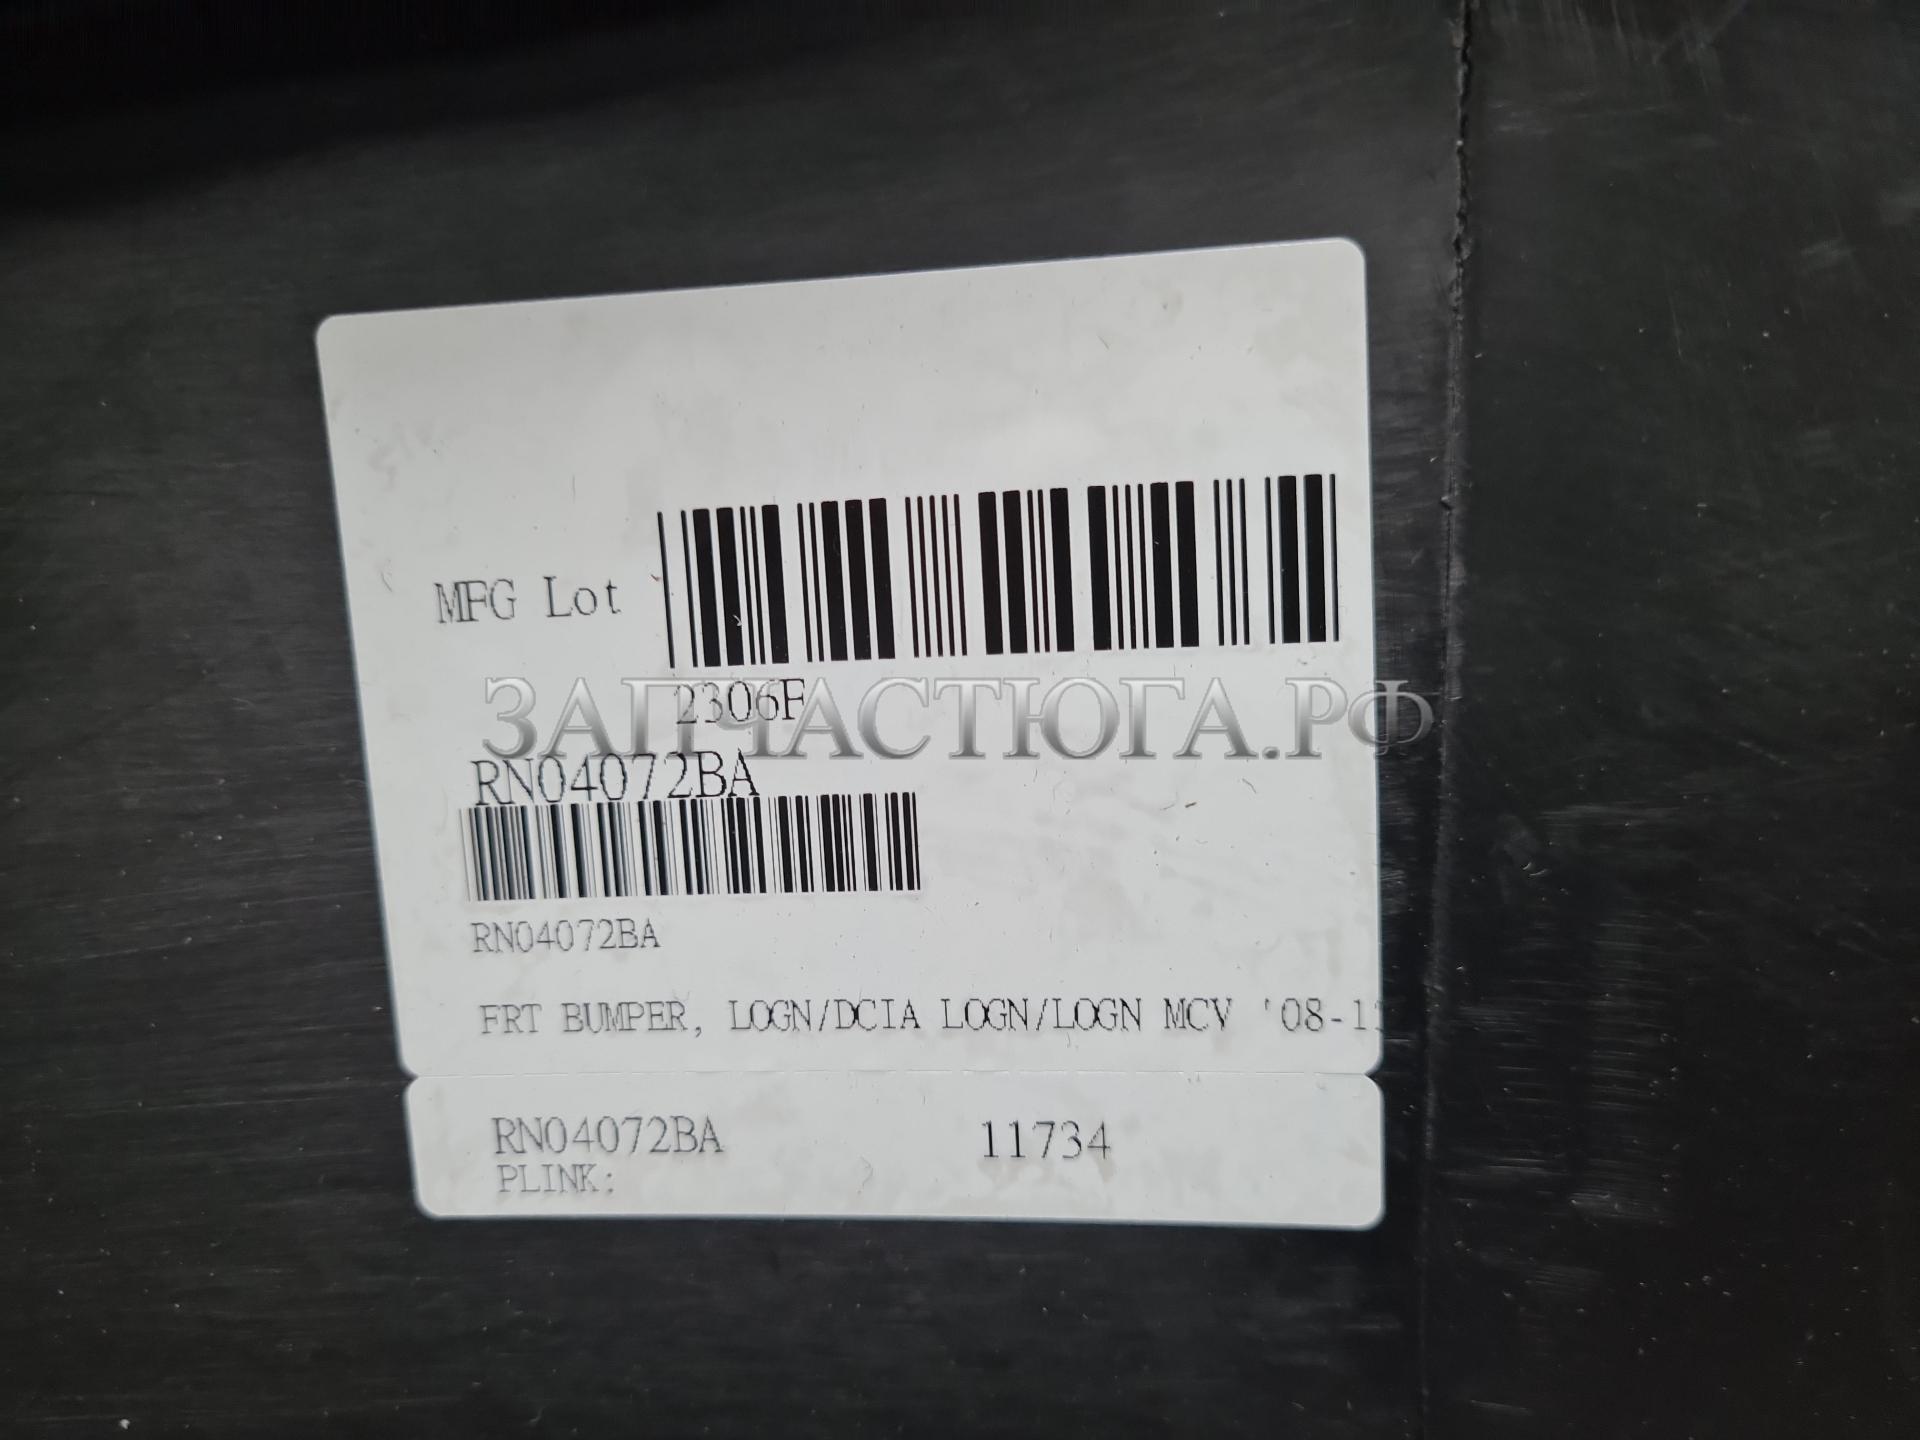 MFG Lot
2306F
ЗАПЧАСТЮГА.РФ
RN04072BA
RN04072BA
FRT BUMPER, LOGN/DCIA LOGN/LOGN MCV '08-1
RN04072BA 11734
PLINK: